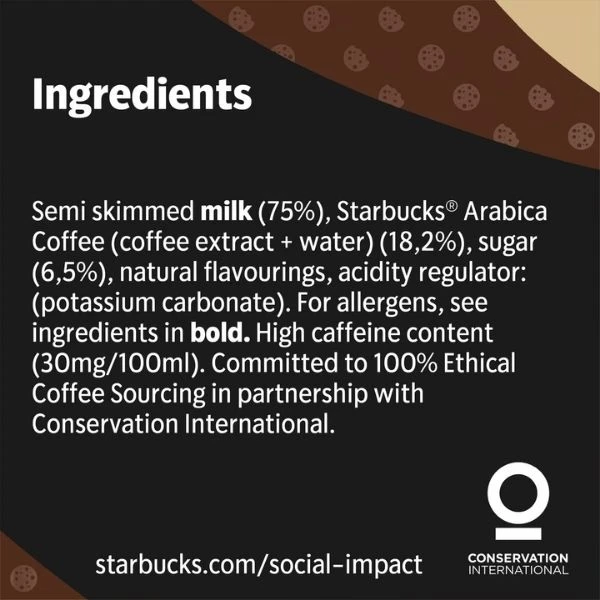 Ingredients
Semi skimmed milk (75%), Starbucks® Arabica
Coffee (coffee extract + water) (18,2%), sugar
(6,5%), natural flavourings, acidity regulator:
(potassium carbonate). For allergens, see
ingredients in bold. High caffeine content
(30mg/100ml). Committed to 100% Ethical
Coffee Sourcing in partnership with
Conservation International.
starbucks.com/social-impact
CONSERVATION
INTERNATIONAL